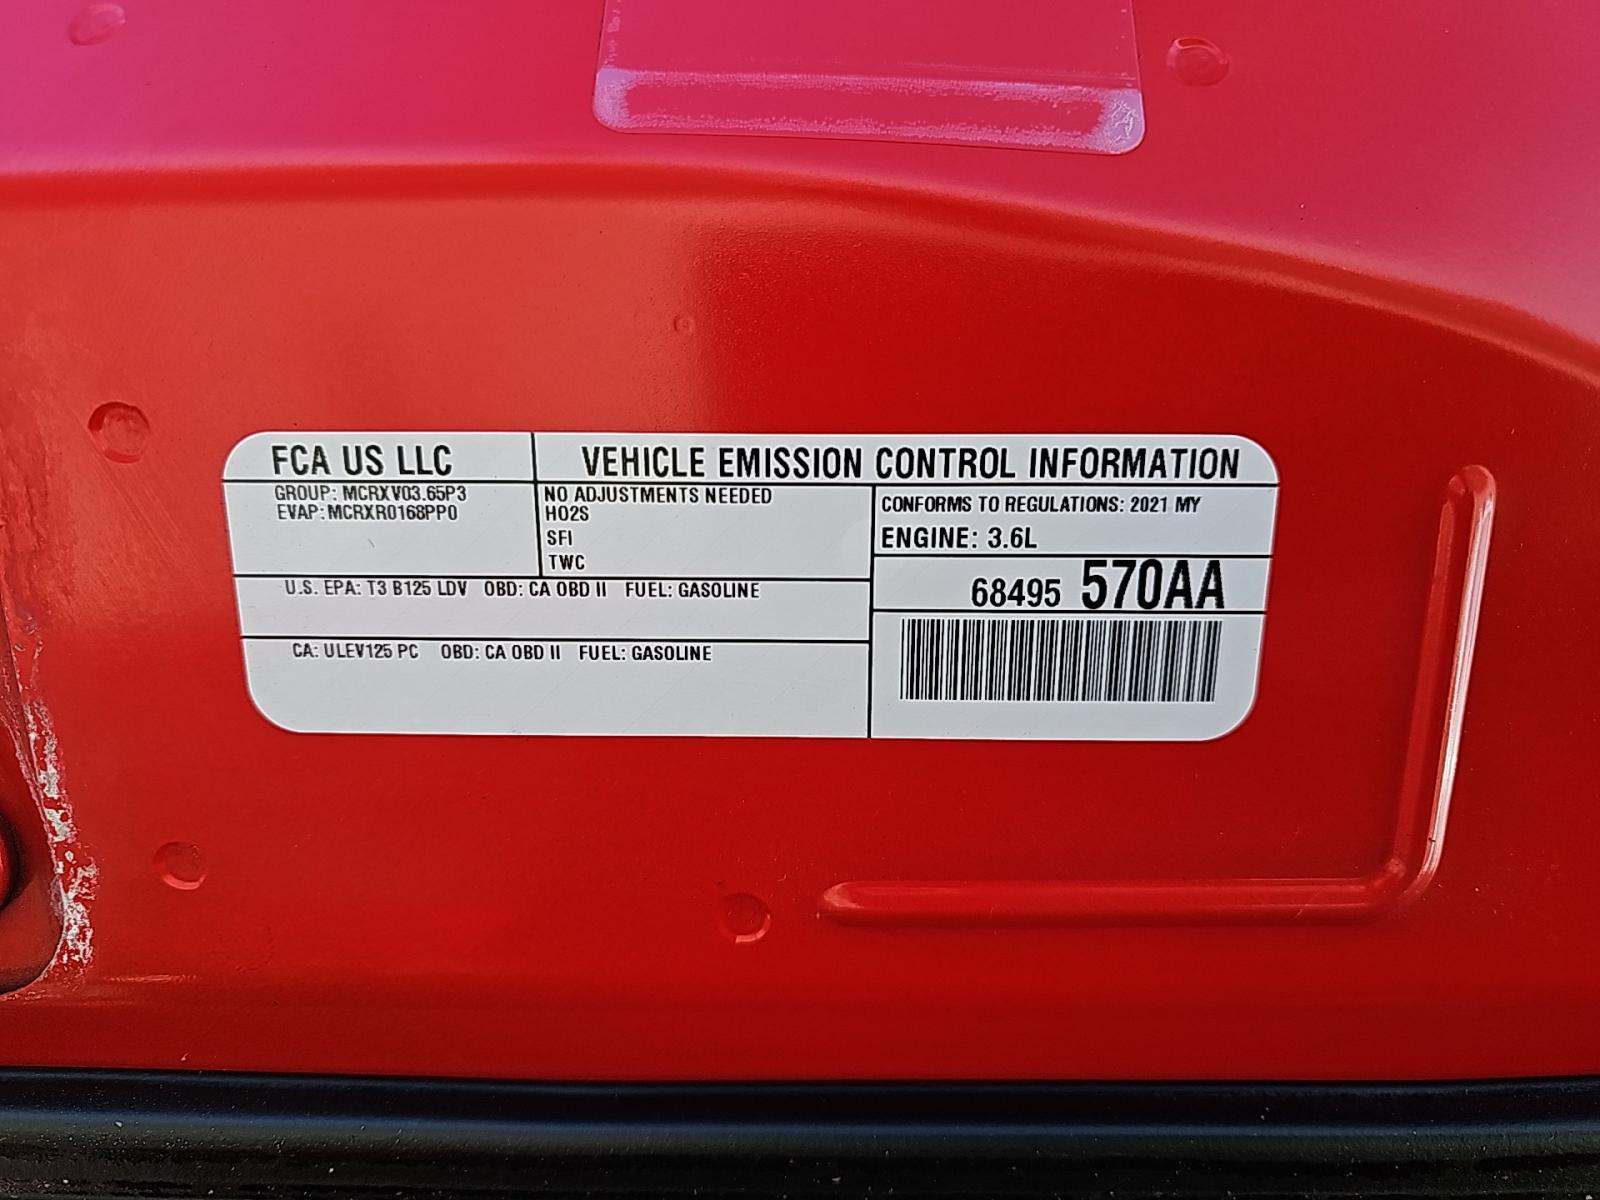 FCA US LLC
VEHICLE EMISSION CONTROL INFORMATION
GROUP: MCRXV03.65P3
EVAP: MCRXR0168PP0
NO ADJUSTMENTS NEEDED
HO2S
SFI
TWC
CONFORMS TO REGULATIONS: 2021 MY
ENGINE: 3.6L
68495 570AA
U.S. EPA: T3 B125 LDV OBD: CA OBD II FUEL: GASOLINE
CA: ULEV125 PC OBD: CA OBD II FUEL: GASOLINE